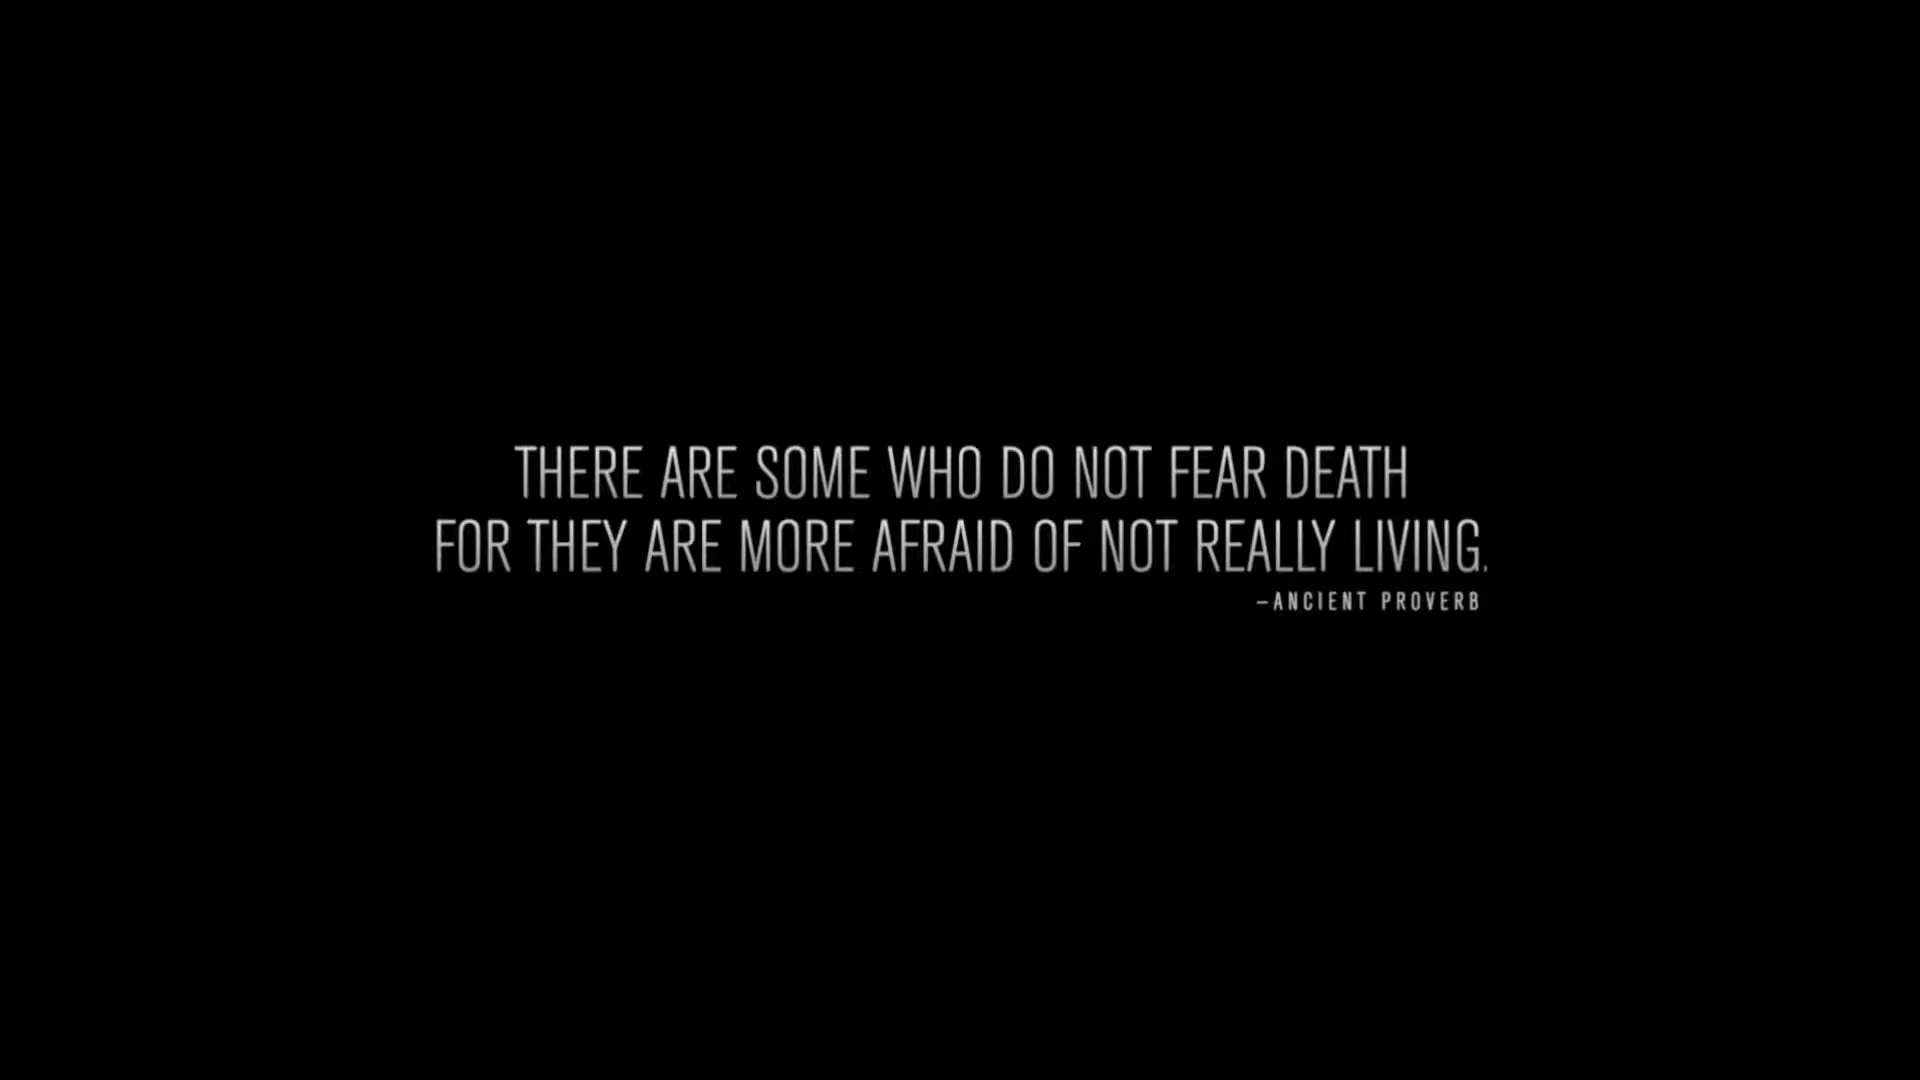 THERE ARE SOME WHO DO NOT FEAR DEATH
FOR THEY ARE MORE AFRAID OF NOT REALLY LIVING.
–ANCIENT PROVERB